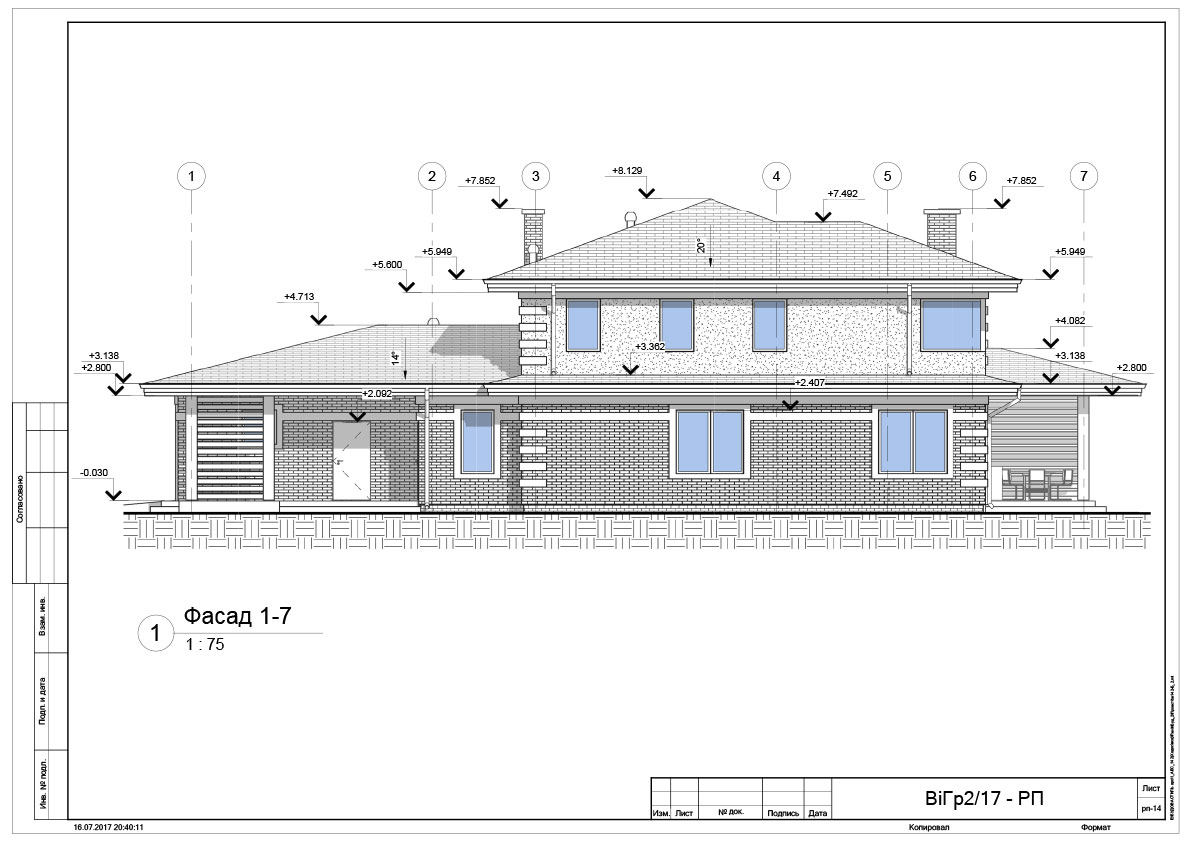 1
2
3
4
5
6
7
+8.129
+7.852
+7.492
+7.852
+5.949
+5.949
+5.600
20°
+4.713
+4.082
+3.362
+3.138
+3.138
14°
+2.800
+2.800
+2.407
+2.092
-0.030
Согласовано
Взам. инв.
Подп. и дата
Инв. № подл.
1
Фасад 1-7
1 : 75
ВіГр2/17 - РП
Лист
рп-14
Изм.
Лист
№ док.
Подпись
Дата
16.07.2017 20:40:11
Копировал
Формат